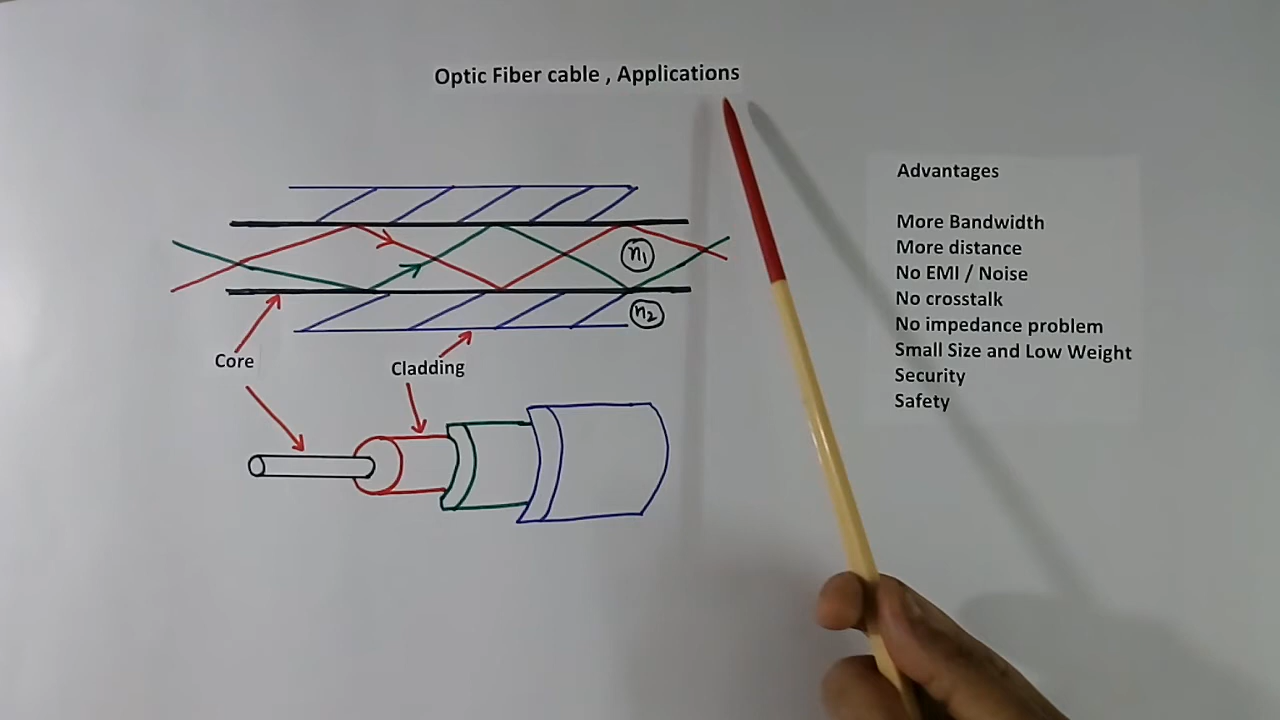 Optic Fiber cable , Applications
n1
n2
Core
Cladding
Advantages
More Bandwidth
More distance
No EMI / Noise
No crosstalk
No impedance problem
Small Size and Low Weight
Security
Safety